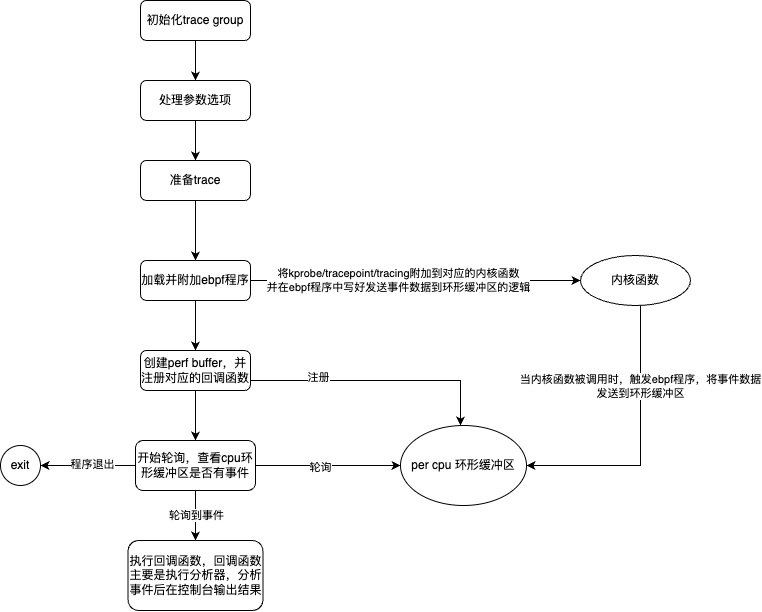 初始化trace group
处理参数选项
准备trace
加载并附加ebpf程序
将kprobe/tracepoint/tracing附加到对应的内核函数
并在ebpf程序中写好发送事件数据到环形缓冲区的逻辑
内核函数
创建perf buffer，并
注册对应的回调函数
注册
当内核函数被调用时，触发ebpf程序，将事件数据
发送到环形缓冲区
exit
程序退出
开始轮询，查看cpu环
形缓冲区是否有事件
轮询
per cpu 环形缓冲区
轮询到事件
执行回调函数，回调函数
主要是执行分析器，分析
事件后在控制台输出结果